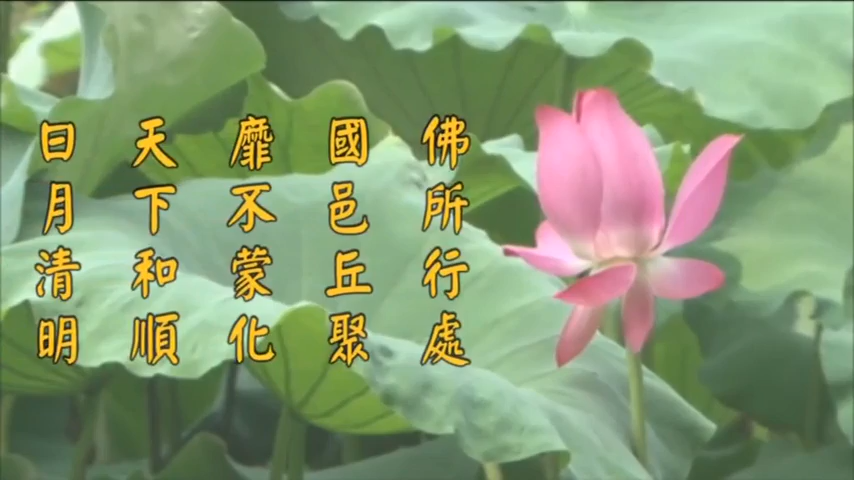 佛所行處
國邑丘聚
靡不蒙化
天下和順
日月清明